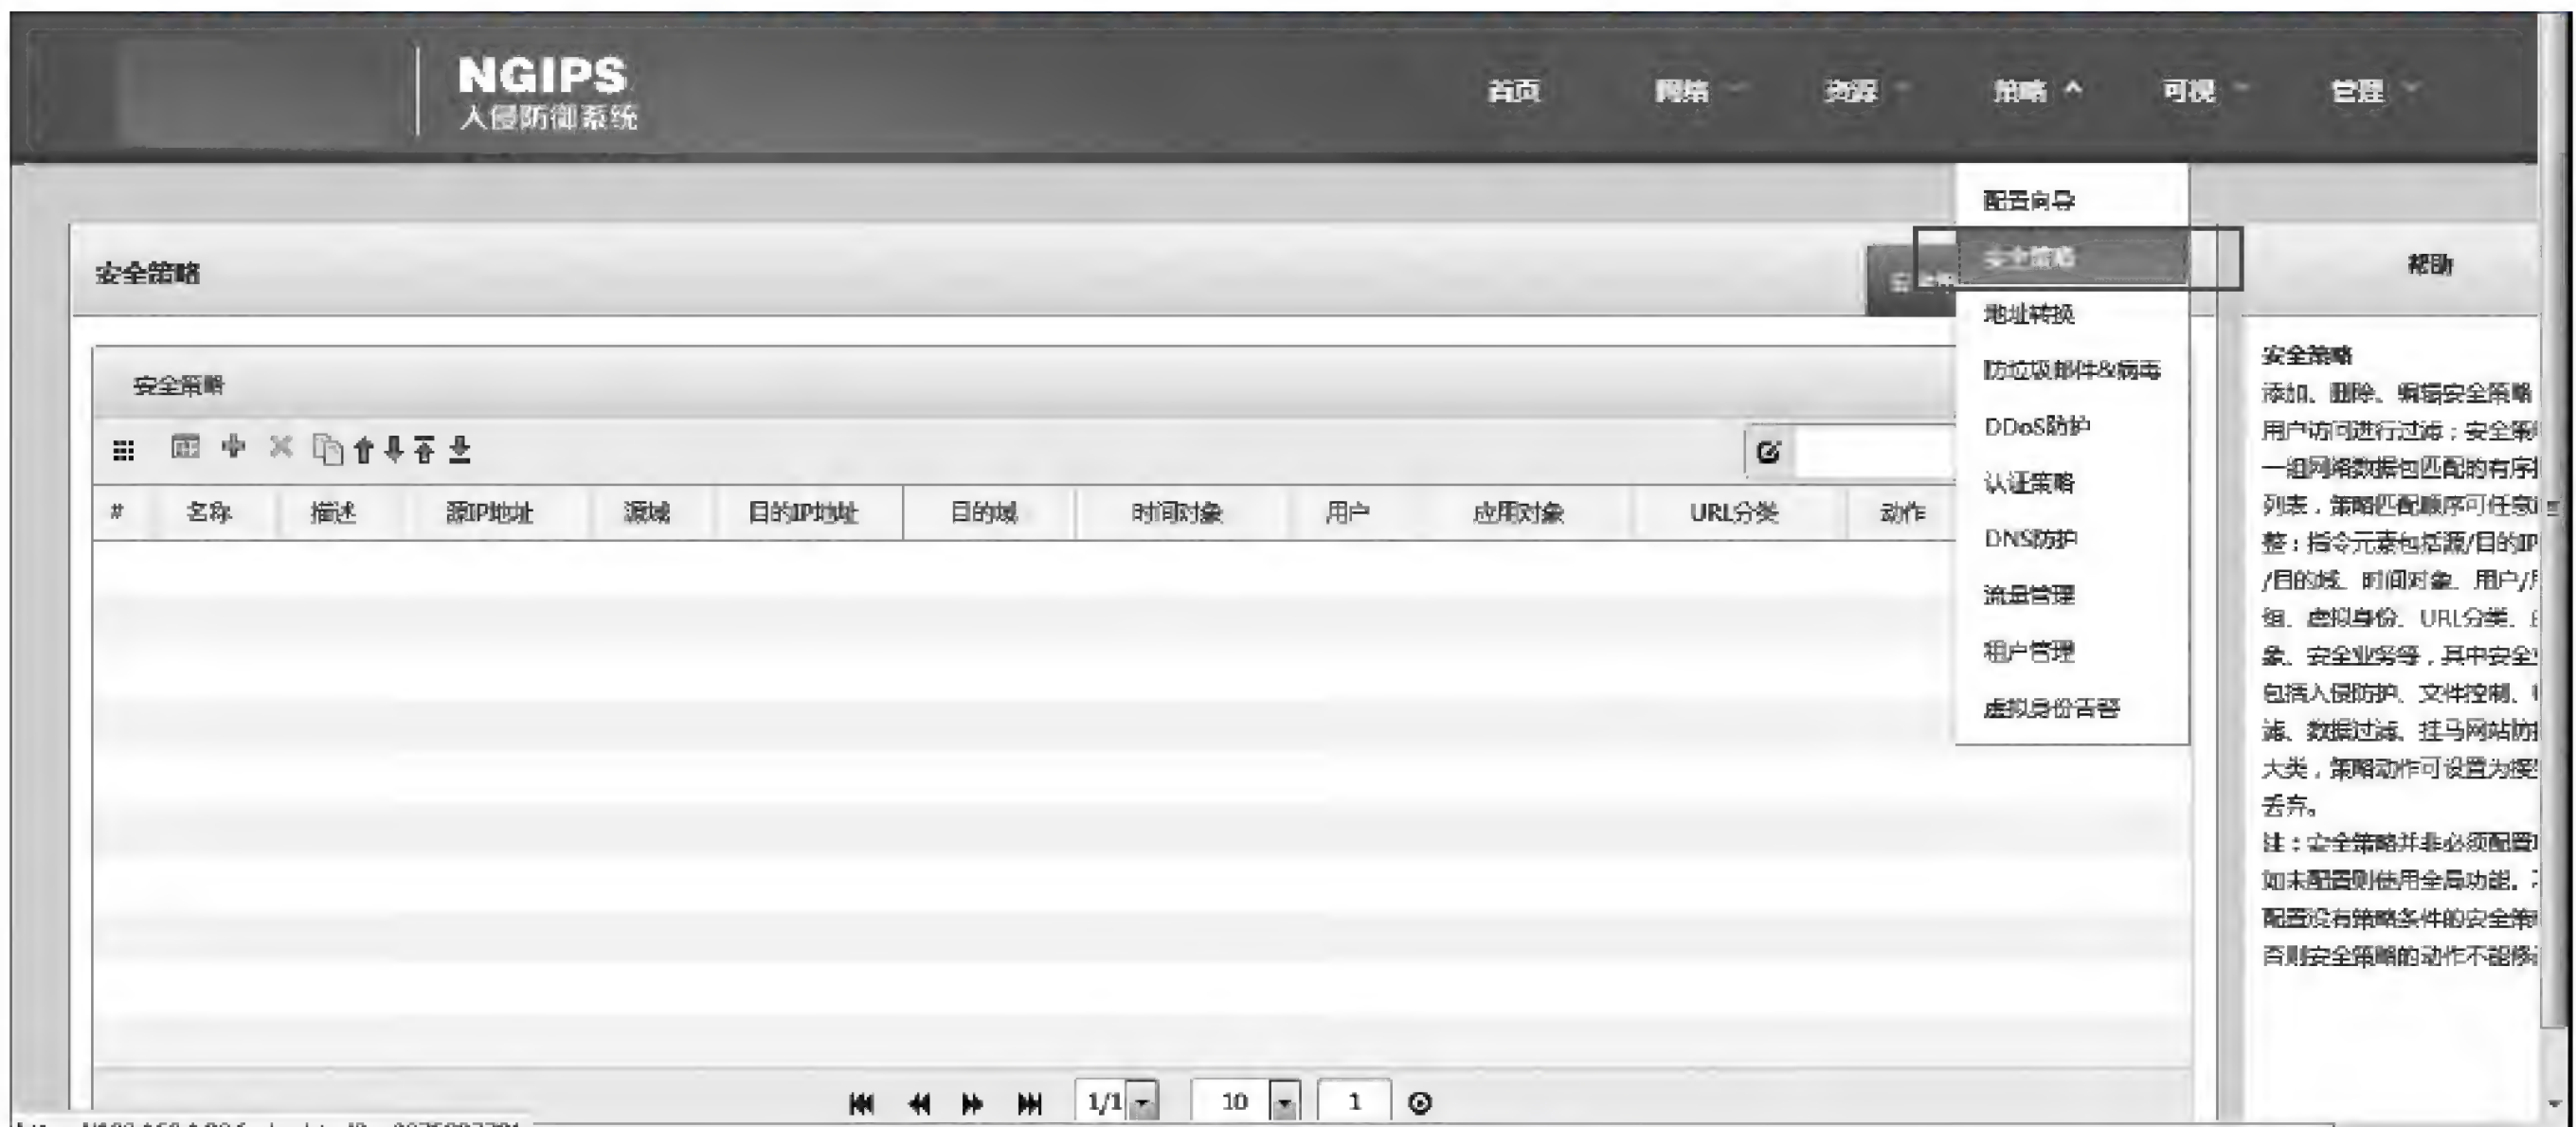 NGIPS
入侵防御系统
首页 网络 资源 策略 可视 管理
配置向导
安全策略
地址转换
防垃圾邮件&病毒
DDoS防护
认证策略
DNS防护
流量管理
租户管理
虚拟身份告警
安全策略
安全策略
# 名称 描述 源IP地址 源域 目的IP地址 目的域 时间对象 用户 应用对象 URL分类 动作
1/1 10 1
帮助
安全策略
添加、删除、编辑安全策略
用户访问进行过滤；安全策
一组网络数据包匹配的有序
列表，策略匹配顺序可任意
整；指令元素包括源/目的IP
/目的域、时间对象、用户/
组、虚拟身份、URL分类、
象、安全业务等，其中安全
包括入侵防护、文件控制、
滤、数据过滤、挂马网站防
大类，策略动作可设置为接
丢弃。
注：安全策略并非必须配置
如未配置则使用全局功能。
配置没有策略条件的安全策
否则安全策略的动作不能修